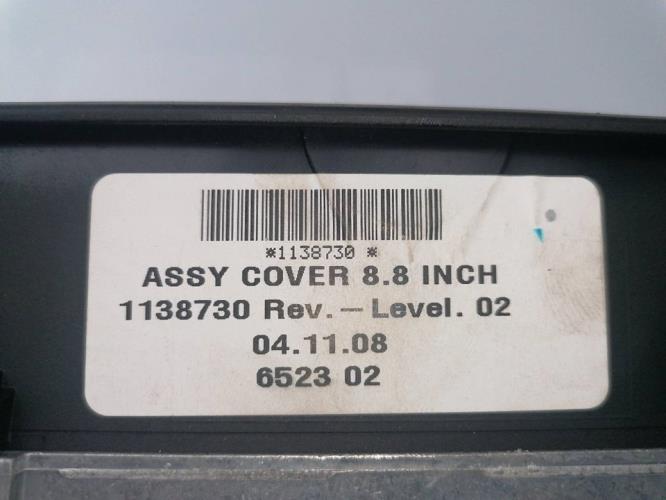 *1138730 *
ASSY COVER 8.8 INCH
1138730 Rev.-Level. 02
04.11.08
6523 02